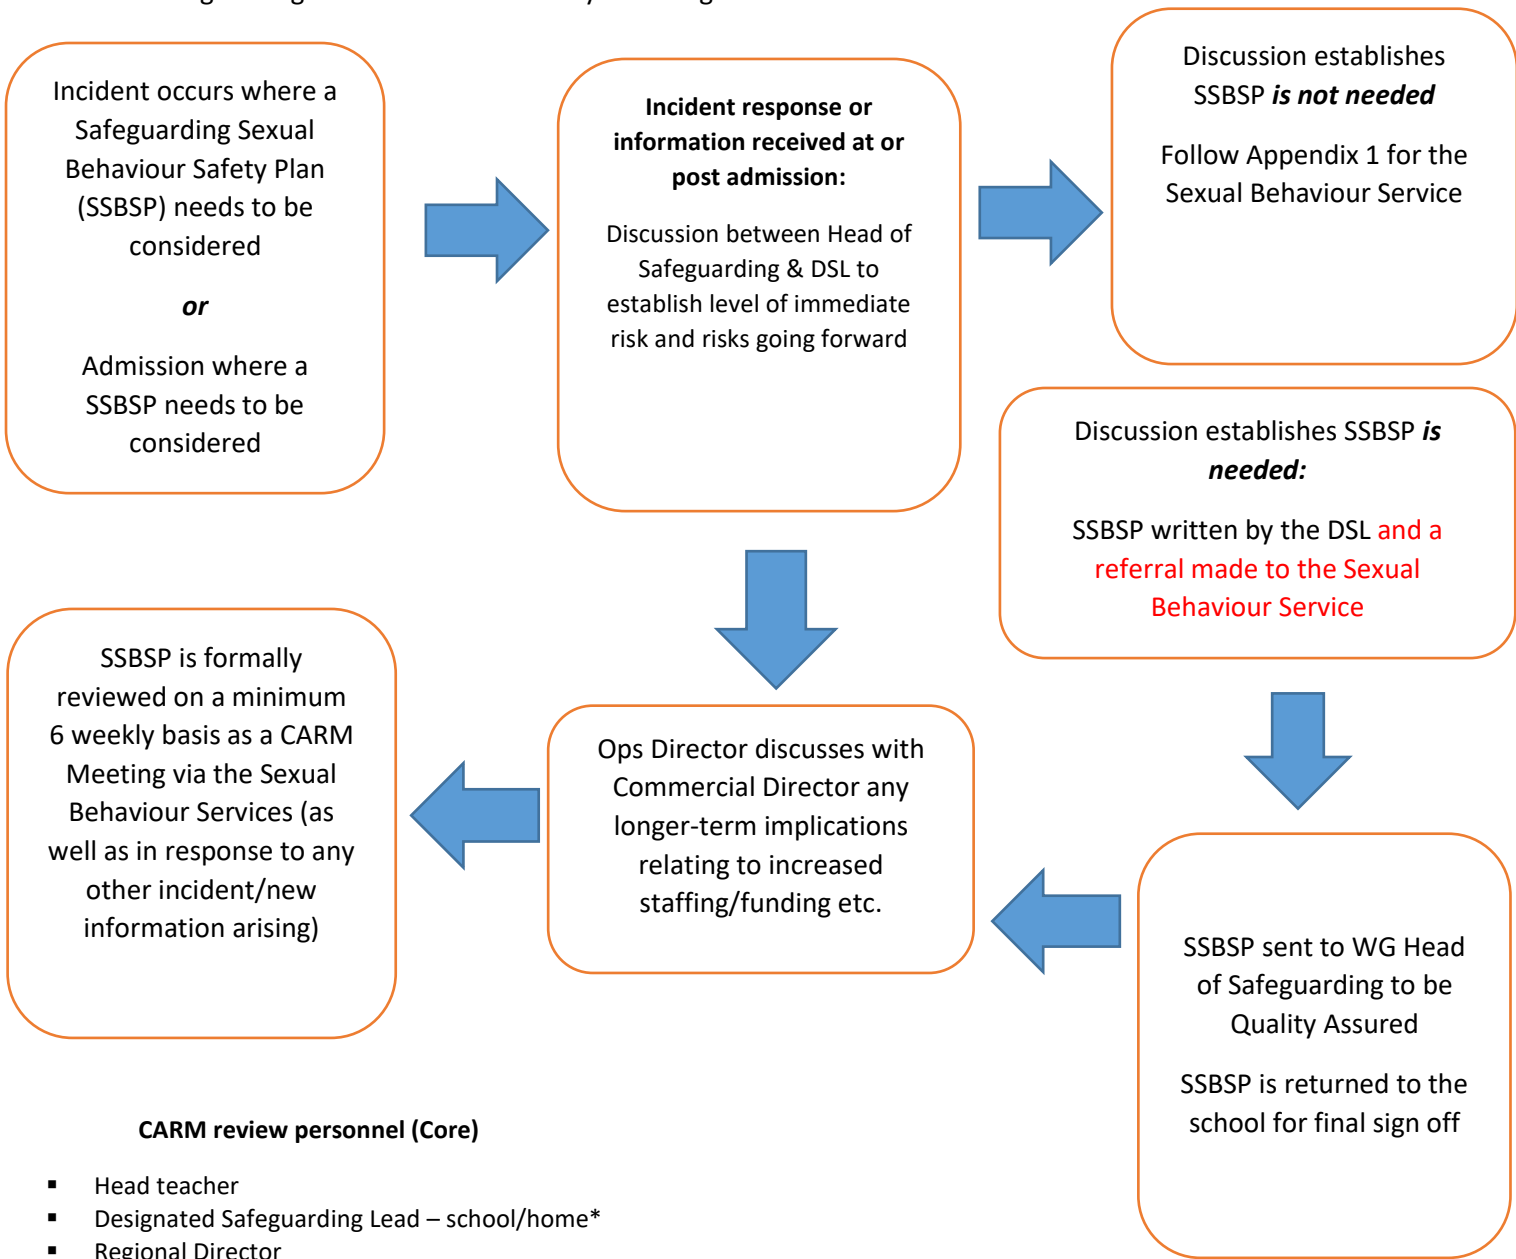 Incident occurs where a
Safeguarding Sexual
Behaviour Safety Plan
(SSBSP) needs to be
considered
or
Admission where a
SSBSP needs to be
considered
Incident response or
information received at or
post admission:
Discussion between Head of
Safeguarding & DSL to
establish level of immediate
risk and risks going forward
Discussion establishes
SSBSP is not needed
Follow Appendix 1 for the
Sexual Behaviour Service
Discussion establishes SSBSP is
needed:
SSBSP written by the DSL and a
referral made to the Sexual
Behaviour Service
SSBSP sent to WG Head
of Safeguarding to be
Quality Assured
SSBSP is returned to the
school for final sign off
Ops Director discusses with
Commercial Director any
longer-term implications
relating to increased
staffing/funding etc.
SSBSP is formally
reviewed on a minimum
6 weekly basis as a CARM
Meeting via the Sexual
Behaviour Services (as
well as in response to any
other incident/new
information arising)
CARM review personnel (Core)
▪ Head teacher
▪ Designated Safeguarding Lead – school/home*
▪ Regional Director